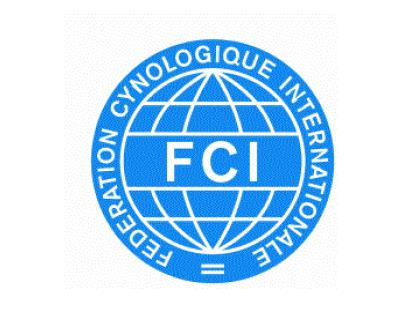 FEDERATION CYNOLOGIQUE INTERNATIONALE
FCI